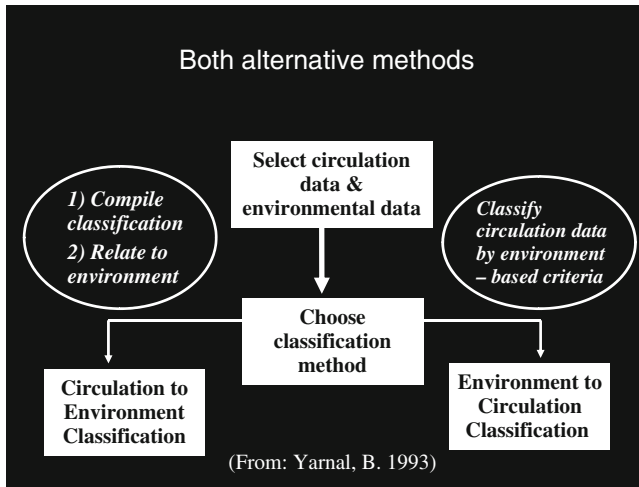 Both alternative methods
1) Compile
classification
2) Relate to
environment
Select circulation
data &
environmental data
Classify
circulation data
by environment
– based criteria
Choose
classification
method
Circulation to
Environment
Classification
Environment to
Circulation
Classification
(From: Yarnal, B. 1993)